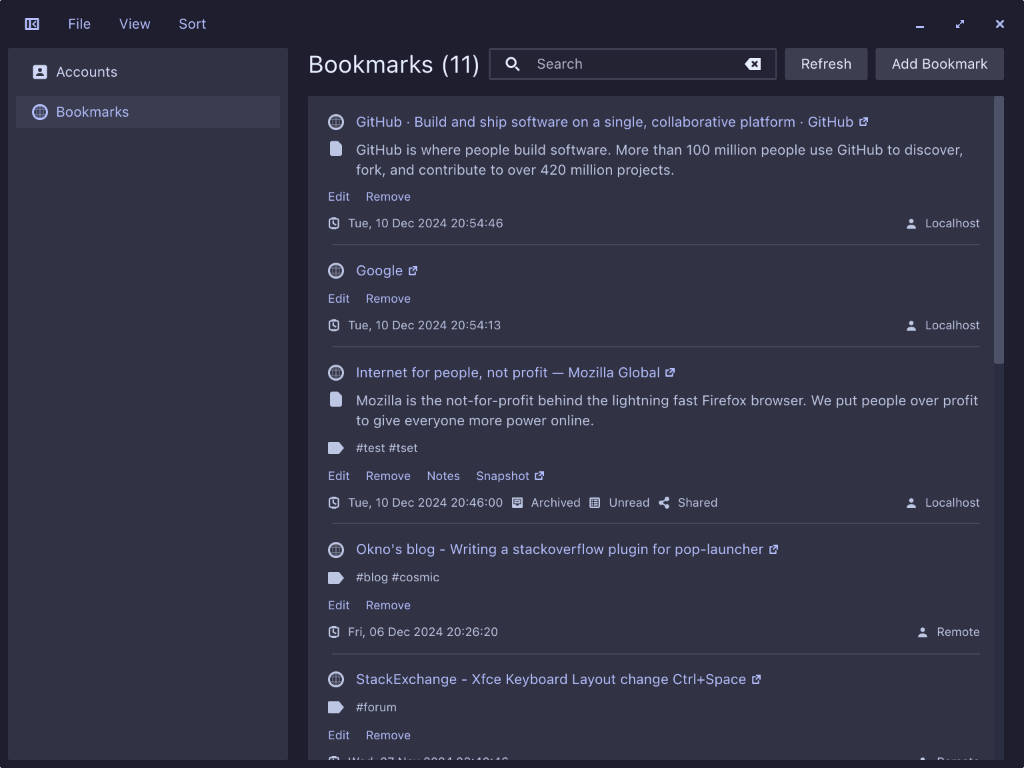 File View Sort
Accounts
Bookmarks
Bookmarks (11)
Search
Refresh
Add Bookmark
GitHub · Build and ship software on a single, collaborative platform · GitHub
GitHub is where people build software. More than 100 million people use GitHub to discover,
fork, and contribute to over 420 million projects.
Edit Remove
Tue, 10 Dec 2024 20:54:46 Localhost
Google
Edit Remove
Tue, 10 Dec 2024 20:54:13 Localhost
Internet for people, not profit — Mozilla Global
Mozilla is the not-for-profit behind the lightning fast Firefox browser. We put people over profit
to give everyone more power online.
#test #tset
Edit Remove Notes Snapshot
Tue, 10 Dec 2024 20:46:00 Archived Unread Shared Localhost
Okno's blog - Writing a stackoverflow plugin for pop-launcher
#blog #cosmic
Edit Remove
Fri, 06 Dec 2024 20:26:20 Remote
StackExchange - Xfce Keyboard Layout change Ctrl+Space
#forum
Edit Remove
Wed, 27 Nov 2024 Remote